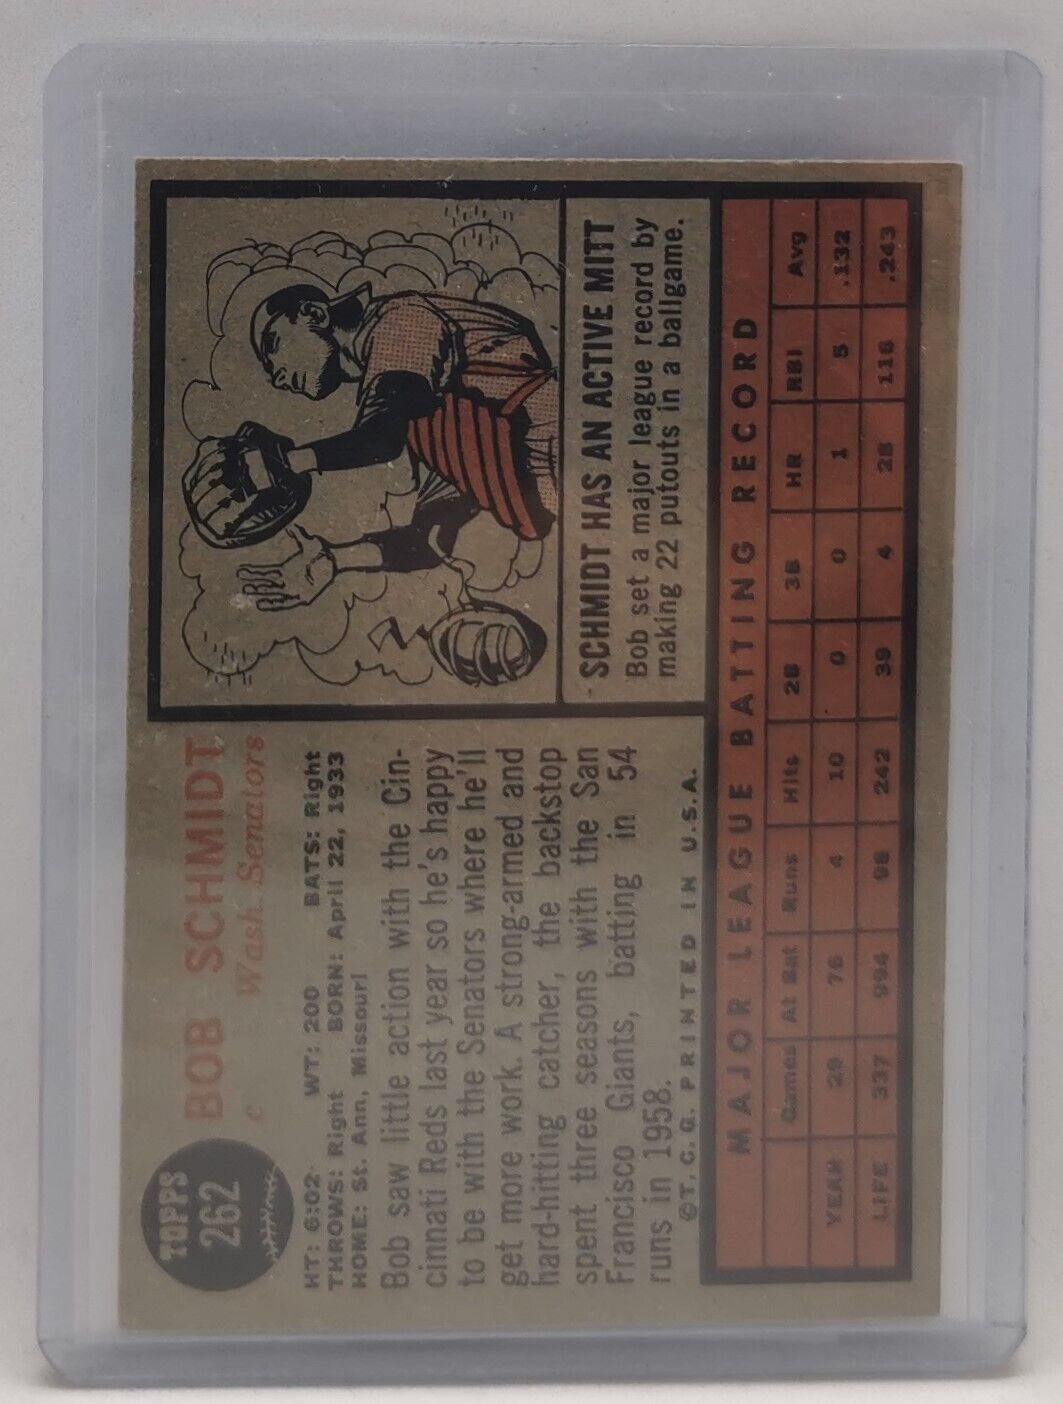 TOPPS
262
BOB SCHMIDT
c Wash. Senators
HT: 6:02 WT: 200 BATS: Right
THROWS: Right BORN: April 22, 1933
HOME: St. Ann, Missouri
Bob saw little action with the Cin-
cinnati Reds last year so he's happy
to be with the Senators where he'll
get more work. A strong-armed and
hard-hitting catcher, the backstop
spent three seasons with the San
Francisco Giants, batting in 54
runs in 1958.
©T. C. G. PRINTED IN U.S.A.
SCHMIDT HAS AN ACTIVE MITT
Bob set a major league record by
making 22 putouts in a ballgame.
MAJOR LEAGUE BATTING RECORD
Games At Bat Runs Hits 2B 3B HR RBI Avg
YEAR 29 76 4 10 0 0 1 5 .132
LIFE 337 994 98 242 39 4 28 116 .243